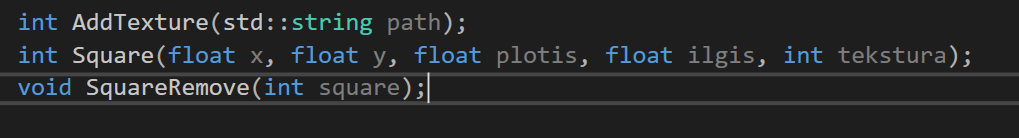 int AddTexture(std::string path);
int Square(float x, float y, float plotis, float ilgis, int tekstura);
void SquareRemove(int square);